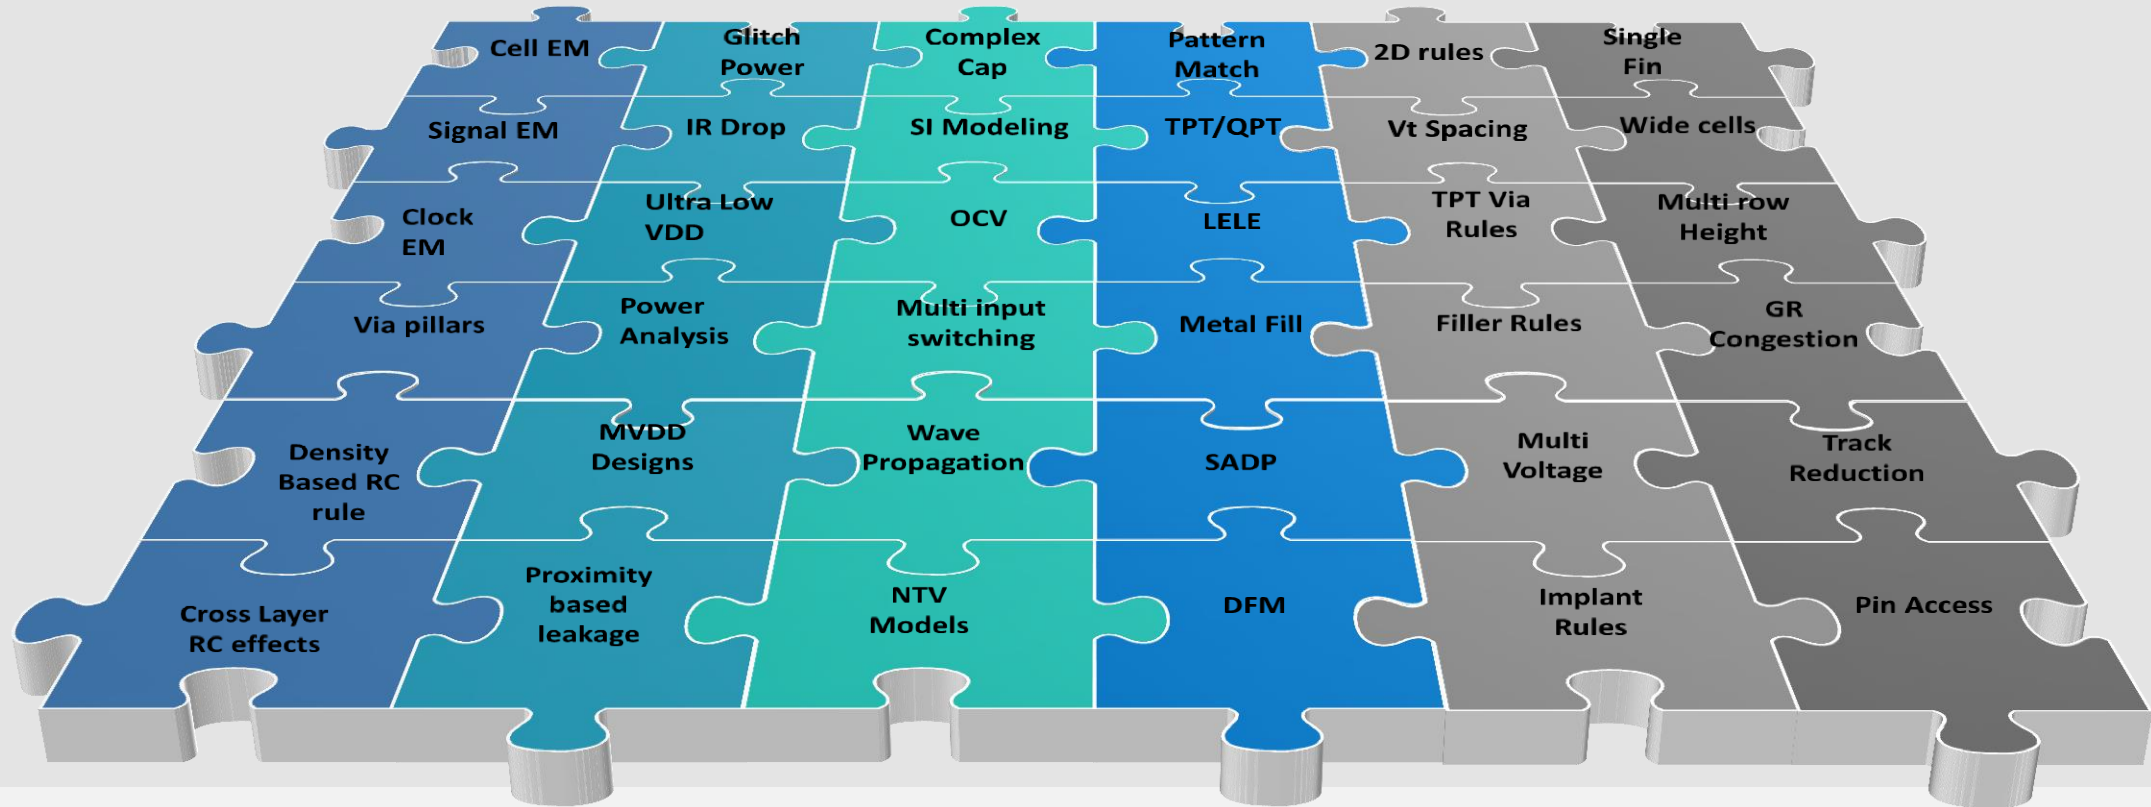 Cell EM
Glitch
Power
Complex
Cap
Pattern
Match
2D rules
Single
Fin
Signal EM
IR Drop
SI Modeling
TPT/QPT
Vt Spacing
Wide cells
Clock
EM
Ultra Low
VDD
OCV
LELE
TPT Via
Rules
Multi row
Height
Via pillars
Power
Analysis
Multi input
switching
Metal Fill
Filler Rules
GR
Congestion
Density
Based RC
rule
MVDD
Designs
Wave
Propagation
SADP
Multi
Voltage
Track
Reduction
Cross Layer
RC effects
Proximity
based
leakage
NTV
Models
DFM
Implant
Rules
Pin Access